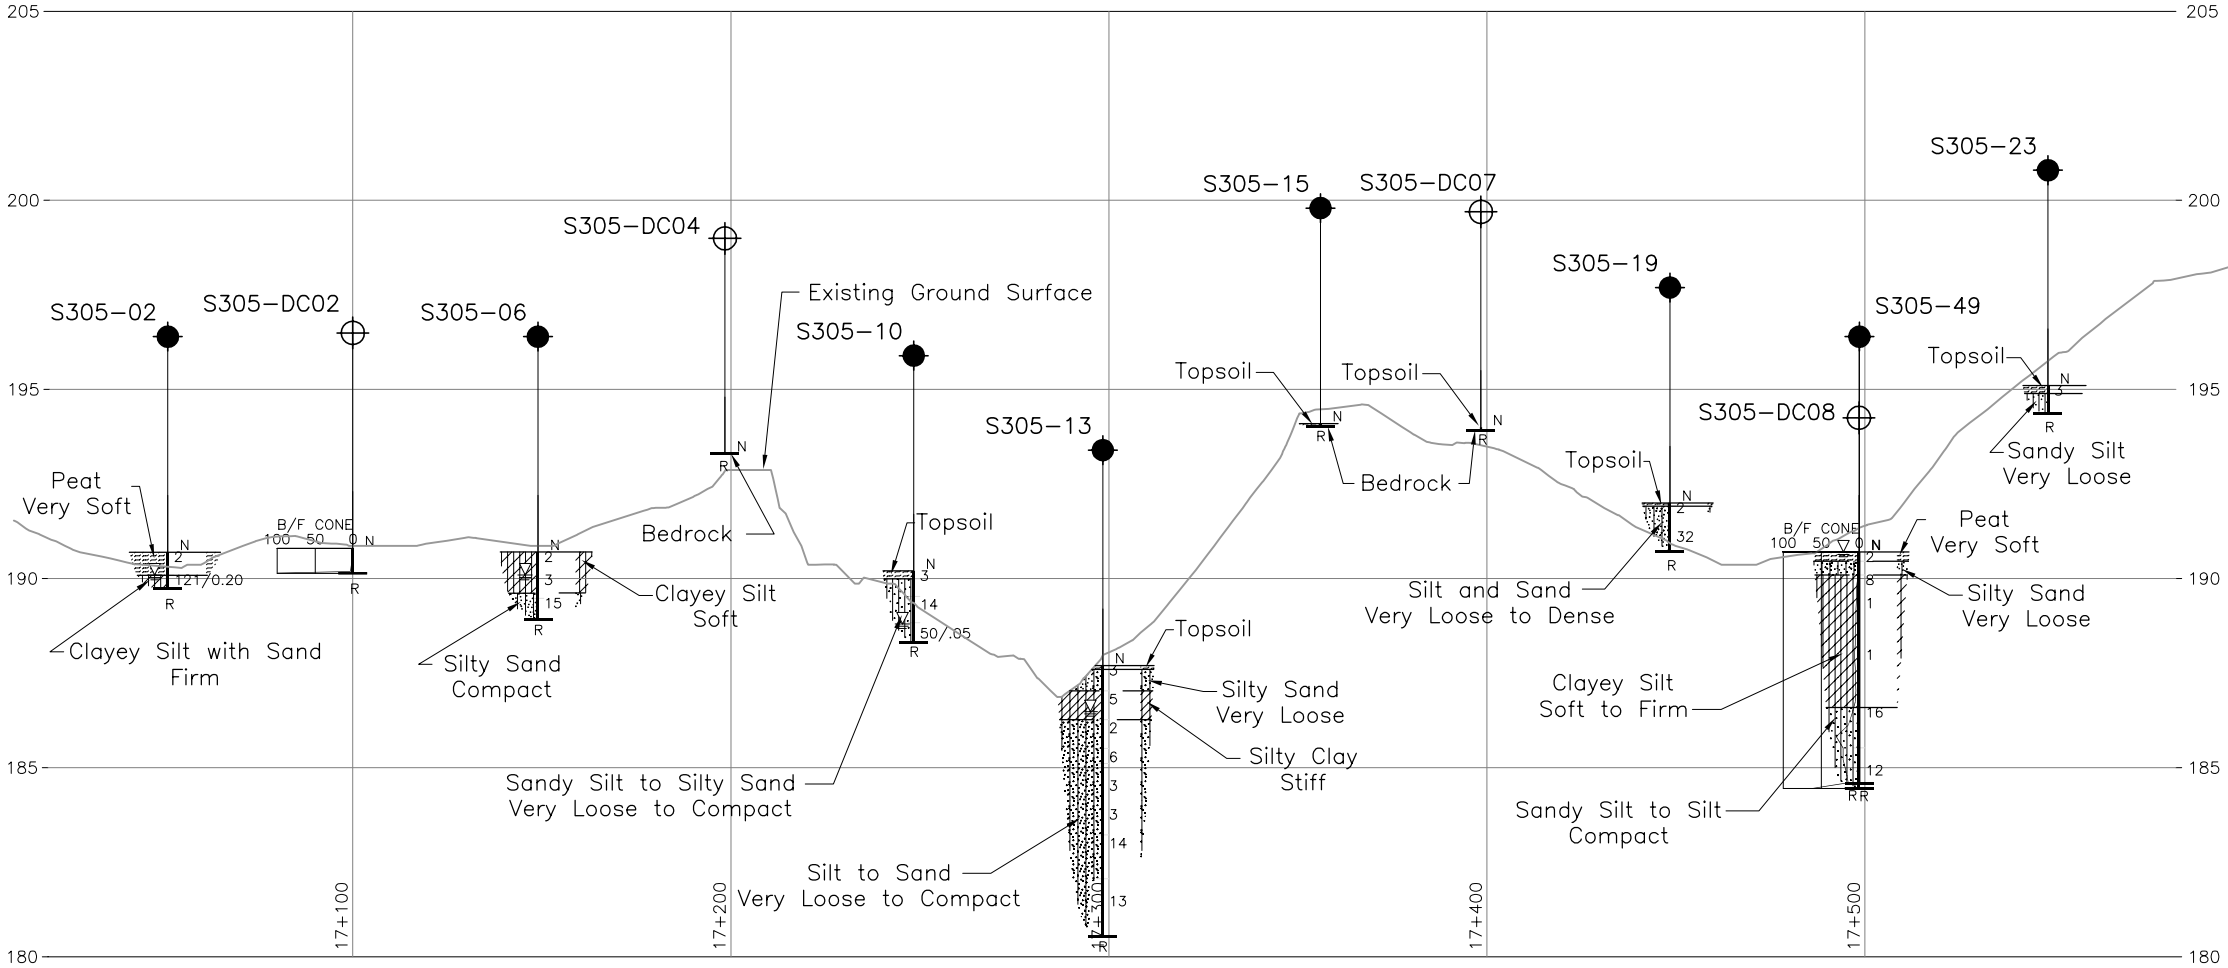 205
205
S305-23
200
200
S305-15
S305-DC07
S305-DC04
S305-19
Existing Ground Surface
S305-02
S305-DC02
S305-06
S305-10
S305-49
195
195
Topsoil
Topsoil
Topsoil
N
3
R
Sandy Silt
Very Loose
S305-DC08
S305-13
N
R
N
R
N
R
Bedrock
Bedrock
Topsoil
N
2
32
R
Peat
Very Soft
N
2
121/0.20
R
Clayey Silt with Sand
Firm
B/F CONE
100 50 0 N
R
N
2
3
15
R
Clayey Silt
Soft
Silty Sand
Compact
Topsoil
N
3
14
50/.05
R
Sandy Silt to Silty Sand
Very Loose to Compact
190
190
Silt and Sand
Very Loose to Dense
B/F CONE
100 50 0 N
2
8
1
1
16
12
R R
Peat
Very Soft
Silty Sand
Very Loose
Clayey Silt
Soft to Firm
Sandy Silt to Silt
Compact
Topsoil
N
3
5
2
6
3
3
14
13
R
Silty Sand
Very Loose
Silty Clay
Stiff
Silt to Sand
Very Loose to Compact
185
185
17+100
17+200
17+300
17+400
17+500
180
180